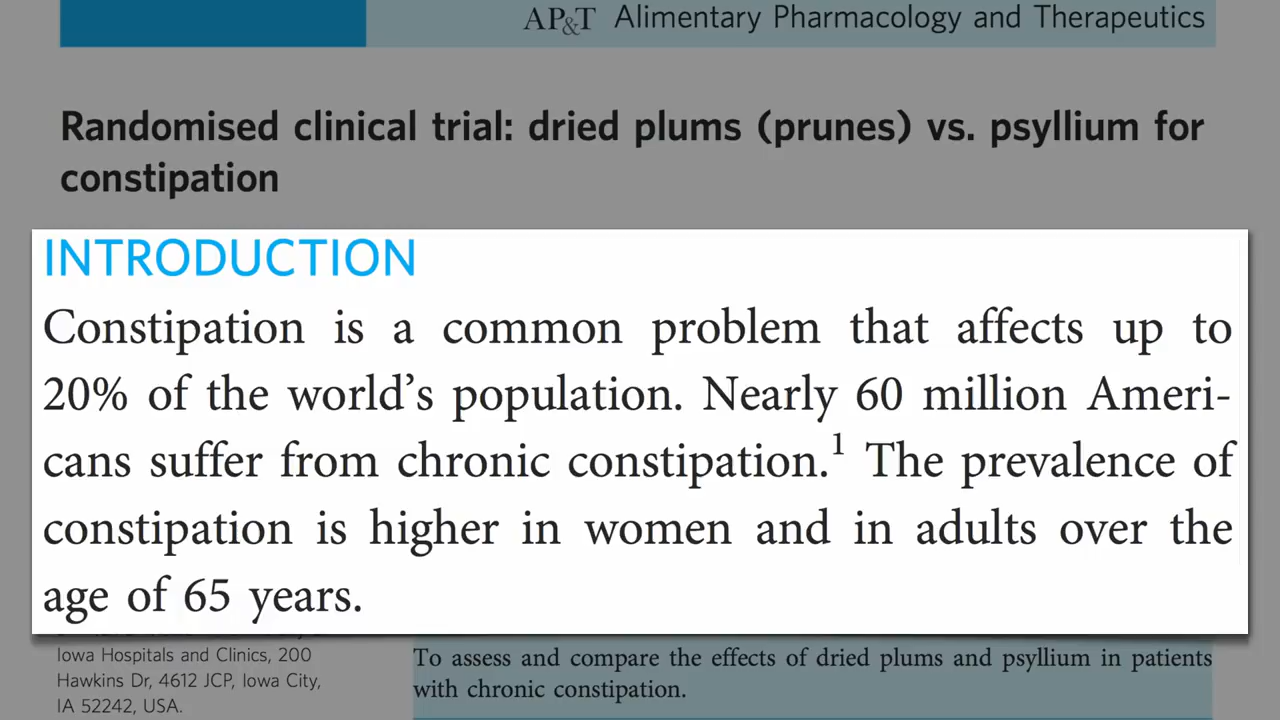 AP&T Alimentary Pharmacology and Therapeutics
Randomised clinical trial: dried plums (prunes) vs. psyllium for
constipation
INTRODUCTION
Constipation is a common problem that affects up to
20% of the world’s population. Nearly 60 million Ameri-
cans suffer from chronic constipation.1 The prevalence of
constipation is higher in women and in adults over the
age of 65 years.
Iowa Hospitals and Clinics, 200
Hawkins Dr, 4612 JCP, Iowa City,
IA 52242, USA.
To assess and compare the effects of dried plums and psyllium in patients
with chronic constipation.